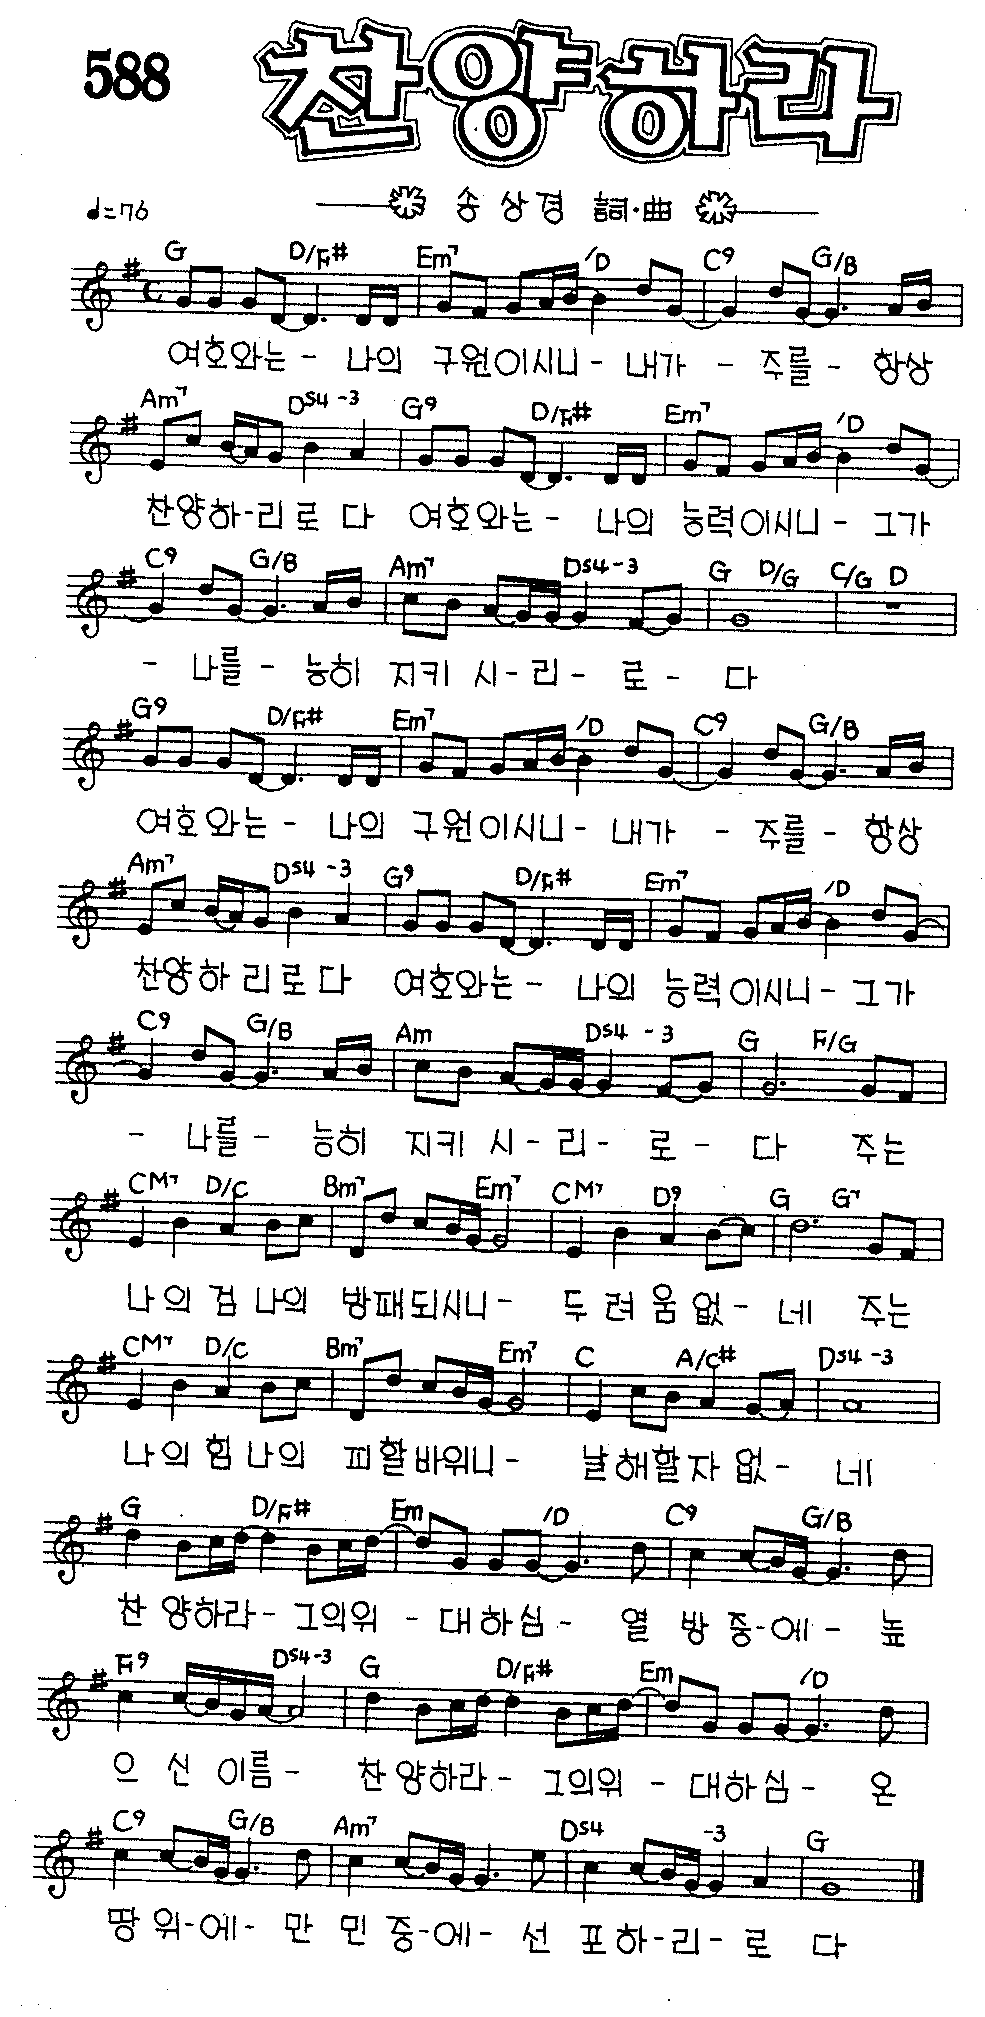 588
찬양하라
♩=76
송상경 詞·曲
G D/F# Em7 /D C9 G/B
여호와는- 나의 구원이시니- 내가 - 주를- 항상
Am7 Ds4 -3 G9 D/F# Em7 /D
찬양하-리로다 여호와는- 나의 능력이시니- 그가
C9 G/B Am7 Ds4-3 G D/G C/G D
- 나를- 능히 지키시-리-로-다
G9 D/F# Em7 /D C9 G/B
여호와는- 나의 구원이시니- 내가 - 주를- 항상
Am7 Ds4 -3 G9 D/F# Em7 /D
찬양하리로다 여호와는- 나의 능력이시니- 그가
C9 G/B Am Ds4 -3 G F/G
- 나를- 능히 지키시-리-로-다 주는
CM7 D/C Bm7 Em7 CM7 D9 G G7
나의검나의 방패되시니- 두려움없-네 주는
CM7 D/C Bm7 Em7 C A/C# Ds4 -3
나의힘나의 피할바위니- 날해할자없-네
G D/F# Em /D C9 G/B
찬양하라- 그의위 -대하심- 열방중-에- 높
F9 Ds4-3 G D/F# Em /D
으신이름- 찬양하라- 그의위 -대하심- 온
C9 G/B Am7 Ds4 -3 G
땅위-에- 만민중-에- 선포하-리-로다